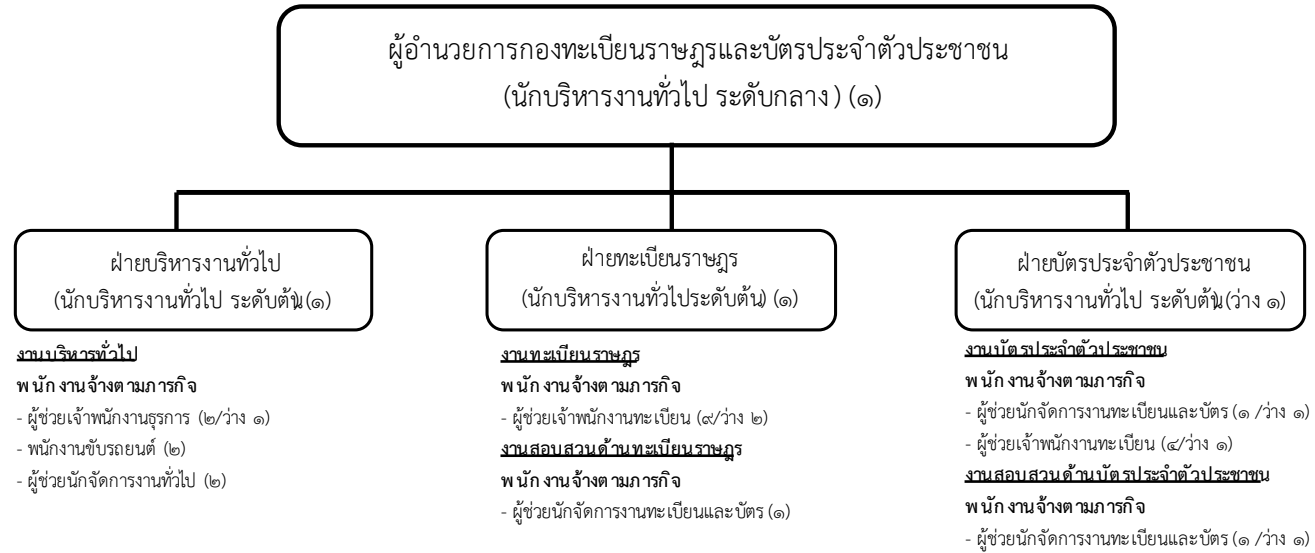 ผู้อำนวยการกองทะเบียนราษฎรและบัตรประจำตัวประชาชน
(นักบริหารงานทั่วไป ระดับกลาง) (๑)
ฝ่ายบริหารงานทั่วไป
(นักบริหารงานทั่วไป ระดับต้น) (๑)
งานบริหารทั่วไป
พนักงานจ้างตามภารกิจ
- ผู้ช่วยเจ้าพนักงานธุรการ (๒/ว่าง ๑)
- พนักงานขับรถยนต์ (๒)
- ผู้ช่วยนักจัดการงานทั่วไป (๒)
ฝ่ายทะเบียนราษฎร
(นักบริหารงานทั่วไประดับต้น) (๑)
งานทะเบียนราษฎร
พนักงานจ้างตามภารกิจ
- ผู้ช่วยเจ้าพนักงานทะเบียน (๙/ว่าง ๒)
งานสอบสวนด้านทะเบียนราษฎร
พนักงานจ้างตามภารกิจ
- ผู้ช่วยนักจัดการงานทะเบียนและบัตร (๑)
ฝ่ายบัตรประจำตัวประชาชน
(นักบริหารงานทั่วไป ระดับต้น) (ว่าง ๑)
งานบัตรประจำตัวประชาชน
พนักงานจ้างตามภารกิจ
- ผู้ช่วยนักจัดการงานทะเบียนและบัตร (๑ /ว่าง ๑)
- ผู้ช่วยเจ้าพนักงานทะเบียน (๔/ว่าง ๑)
งานสอบสวนด้านบัตรประจำตัวประชาชน
พนักงานจ้างตามภารกิจ
- ผู้ช่วยนักจัดการงานทะเบียนและบัตร (๑ /ว่าง ๑)